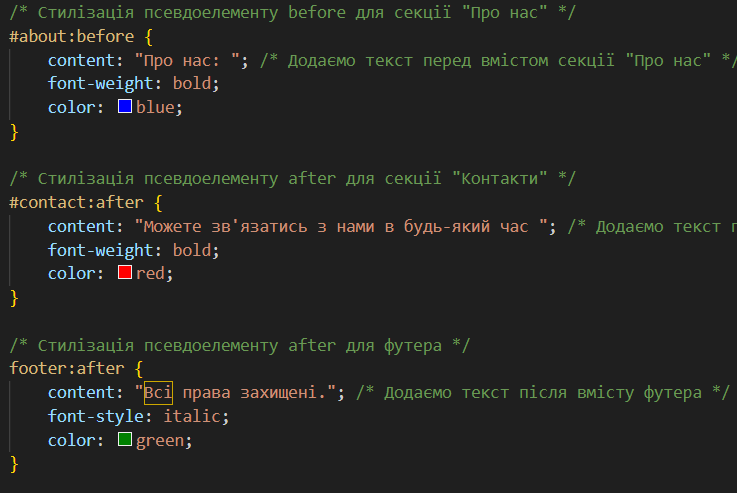 /* Стилізація псевдоелементу before для секції "Про нас" */
#about:before {
content: "Про нас: "; /* Додаємо текст перед вмістом секції "Про нас" */
font-weight: bold;
color: blue;
}
/* Стилізація псевдоелементу after для секції "Контакти" */
#contact:after {
content: "Можете зв'язатись з нами в будь-який час "; /* Додаємо текст
font-weight: bold;
color: red;
}
/* Стилізація псевдоелементу after для футера */
footer:after {
content: "Всі права захищені."; /* Додаємо текст після вмісту футера */
font-style: italic;
color: green;
}